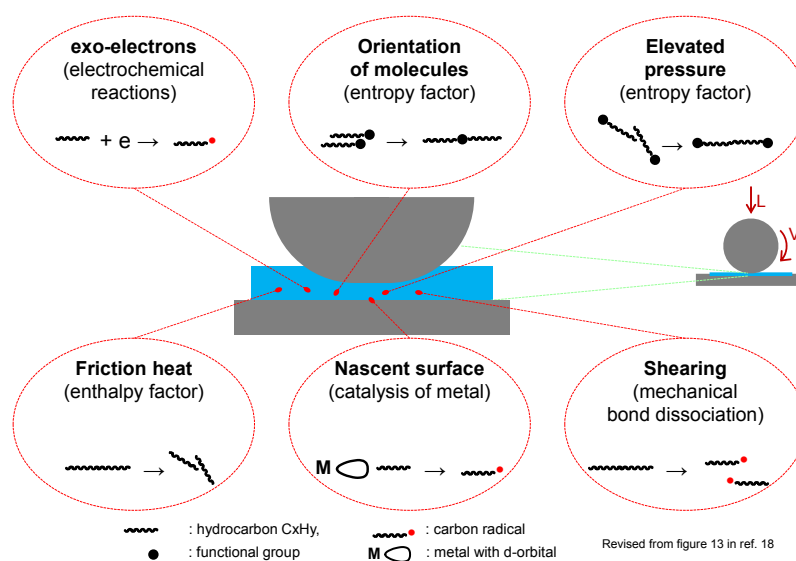 exo-electrons
(electrochemical
reactions)
+ e →
Orientation
of molecules
(entropy factor)
→
Elevated
pressure
(entropy factor)
→
L
V
Friction heat
(enthalpy factor)
→
Nascent surface
(catalysis of metal)
M →
Shearing
(mechanical
bond dissociation)
→
: hydrocarbon CxHy,
: carbon radical
: functional group
M : metal with d-orbital
Revised from figure 13 in ref. 18